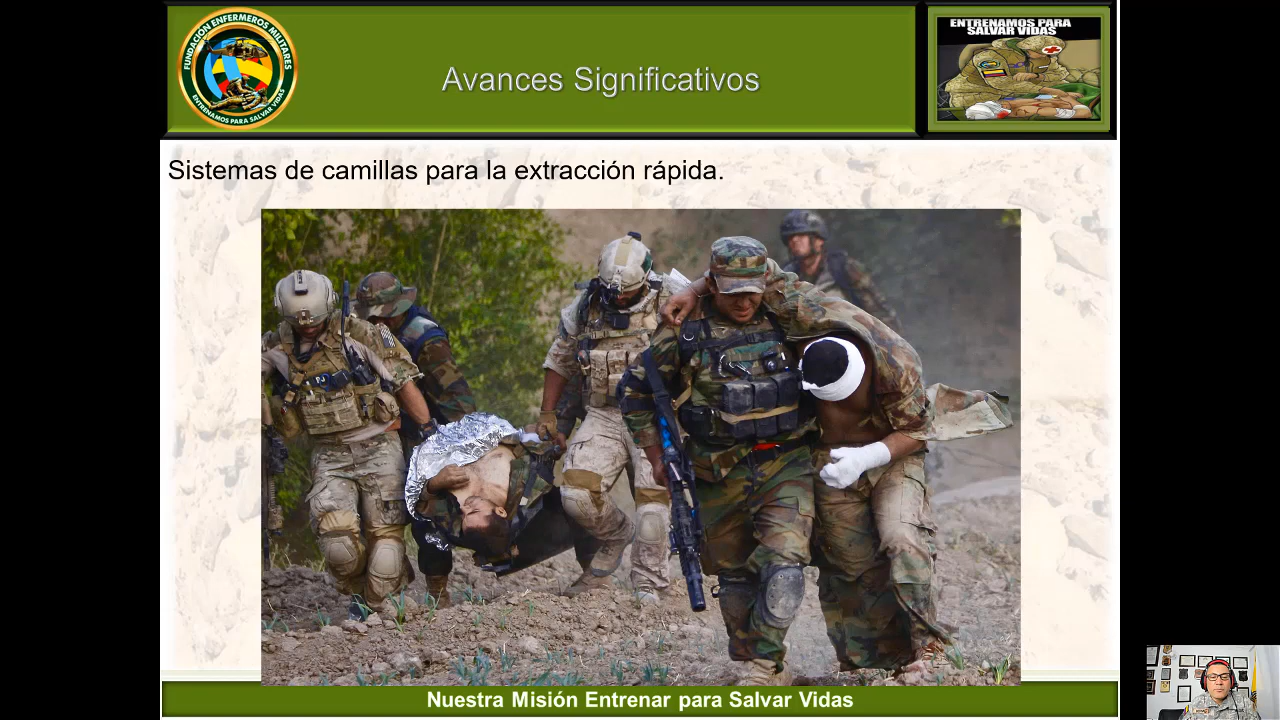 FUNDACIÓN ENFERMEROS MILITARES
ENTRENAMOS PARA SALVAR VIDAS
Avances Significativos
ENTRENAMOS PARA
SALVAR VIDAS
Sistemas de camillas para la extracción rápida.
PJ
Nuestra Misión Entrenar para Salvar Vidas